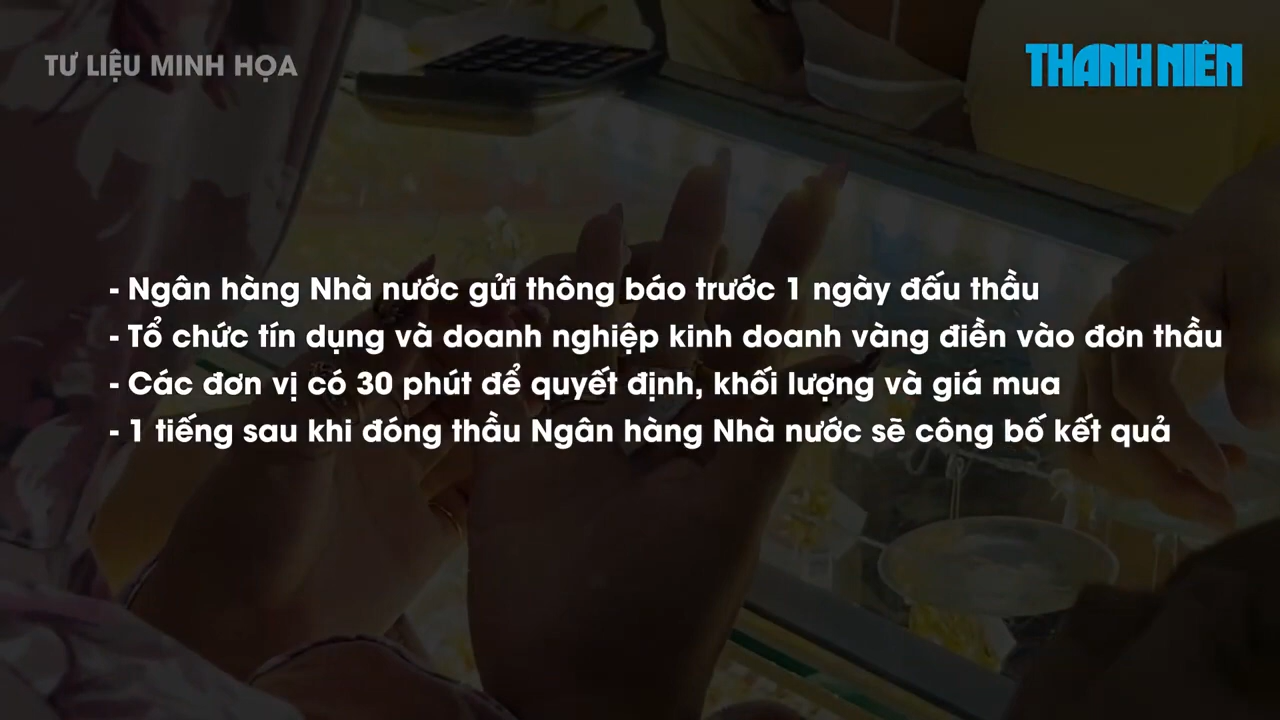 TƯ LIỆU MINH HỌA
THANH NIÊN
- Ngân hàng Nhà nước gửi thông báo trước 1 ngày đấu thầu
- Tổ chức tín dụng và doanh nghiệp kinh doanh vàng điền vào đơn thầu
- Các đơn vị có 30 phút để quyết định, khối lượng và giá mua
- 1 tiếng sau khi đóng thầu Ngân hàng Nhà nước sẽ công bố kết quả